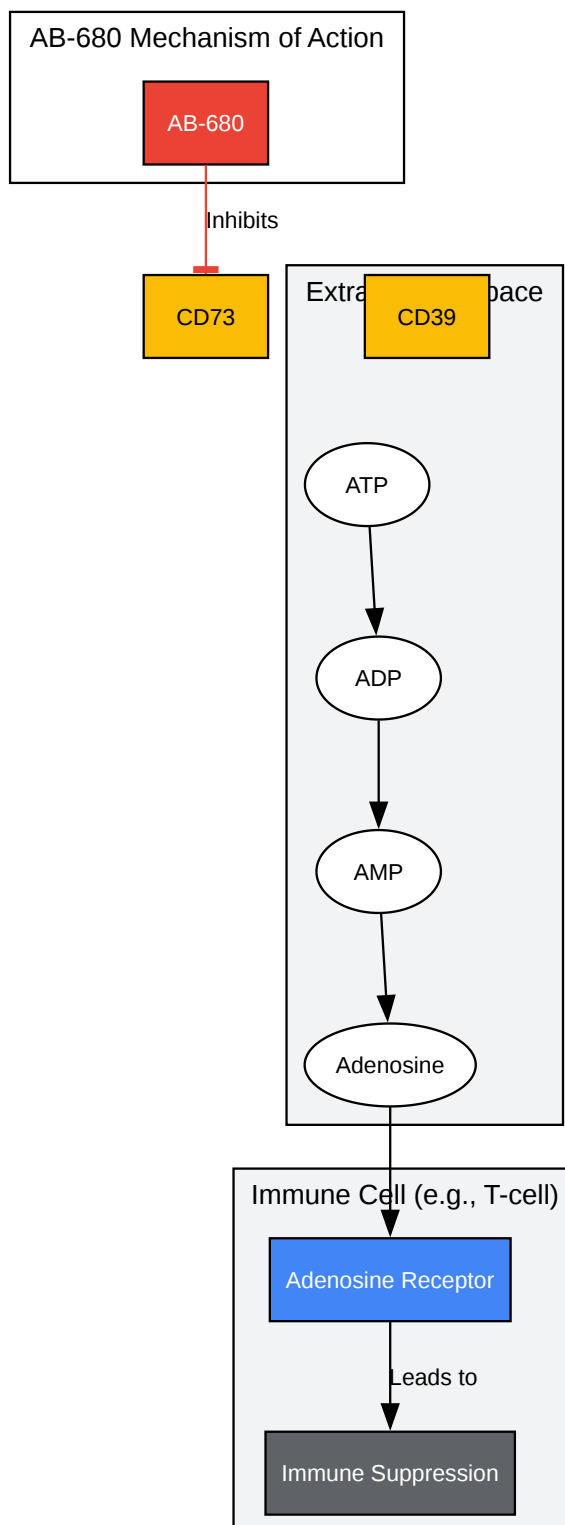 AB-680 Mechanism of Action
AB-680
Inhibits
CD73
Extra
pace
CD39
ATP
ADP
AMP
Adenosine
Immune Cell (e.g., T-cell)
Adenosine Receptor
Leads to
Immune Suppression